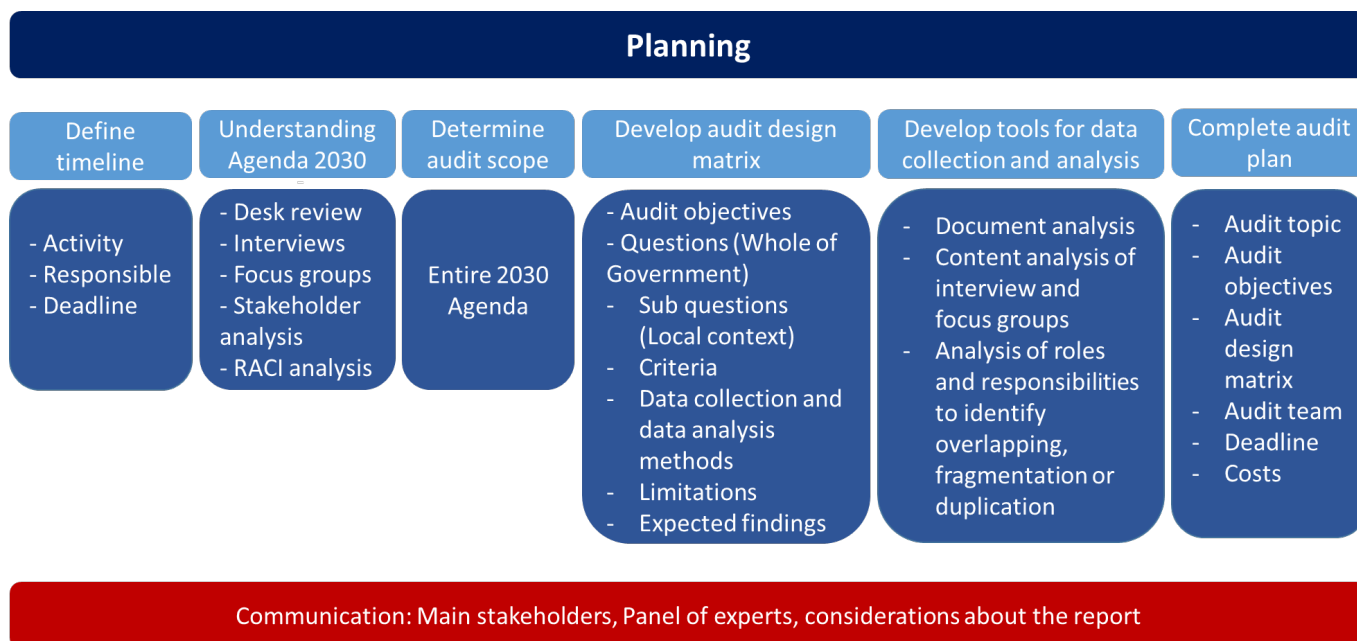 Planning
Define
timeline
- Activity
- Responsible
- Deadline
Understanding
Agenda 2030
- Desk review
- Interviews
- Focus groups
- Stakeholder
analysis
- RACI analysis
Determine
audit scope
Entire 2030
Agenda
Develop audit design
matrix
- Audit objectives
- Questions (Whole of
Government)
- Sub questions
(Local context)
- Criteria
- Data collection and
data analysis
methods
- Limitations
- Expected findings
Develop tools for data
collection and analysis
- Document analysis
- Content analysis of
interview and
focus groups
- Analysis of roles
and responsibilities
to identify
overlapping,
fragmentation or
duplication
Complete audit
plan
- Audit topic
- Audit
objectives
- Audit
design
matrix
- Audit team
- Deadline
- Costs
Communication: Main stakeholders, Panel of experts, considerations about the report